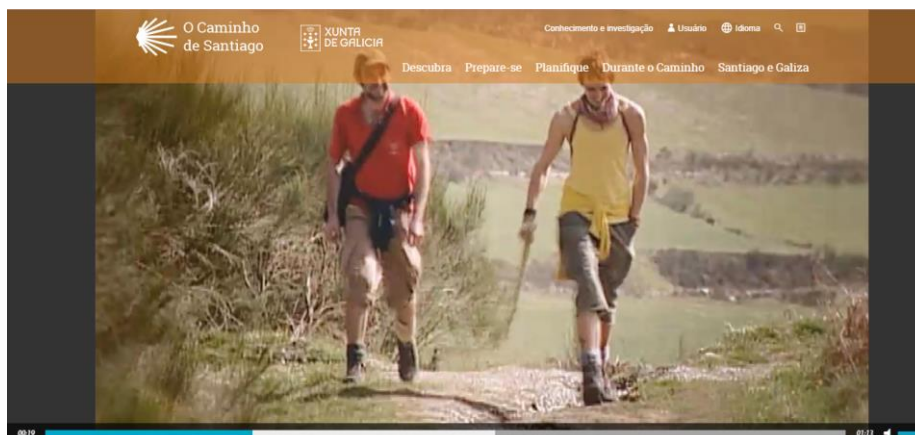 O Caminho
de Santiago
XUNTA
DE GALICIA
Conhecimento e investigação Usuário Idioma
Descubra Prepare-se Planifique Durante o Caminho Santiago e Galiza
00:19 01:13